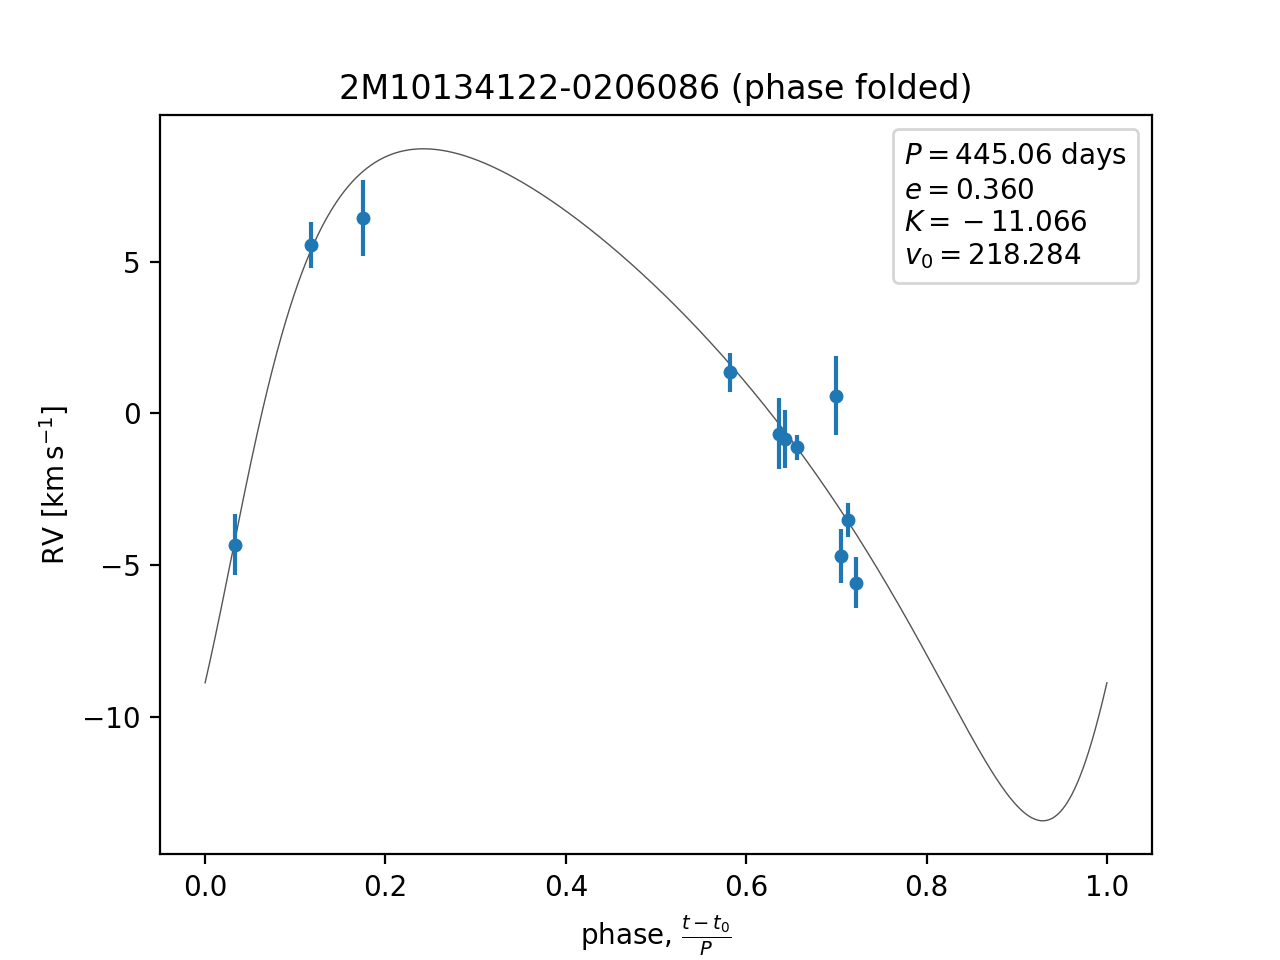 2M10134122-0206086 (phase folded)
P = 445.06 days
e = 0.360
K = −11.066
v₀ = 218.284
RV [km s⁻¹]
5
0
−5
−10
0.0 0.2 0.4 0.6 0.8 1.0
phase, (t − t₀)/P